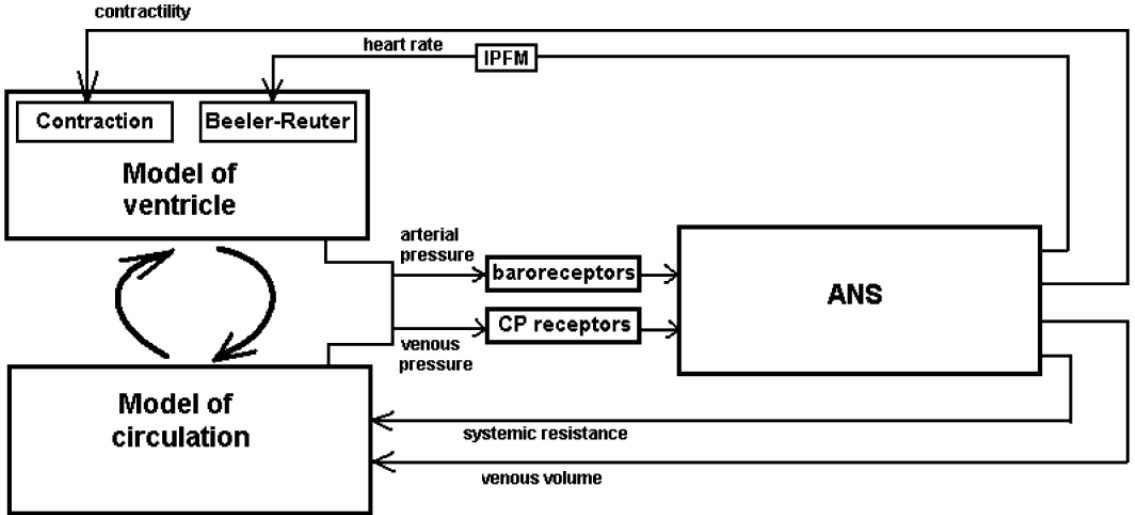 contractility
heart rate
IPFM
Contraction
Beeler-Reuter
Model of
ventricle
arterial
pressure
baroreceptors
ANS
CP receptors
venous
pressure
Model of
circulation
systemic resistance
venous volume